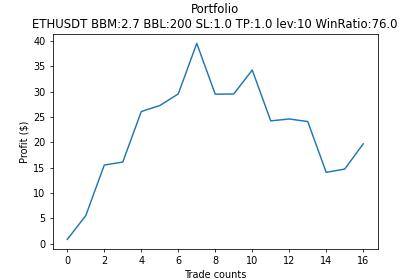 Portfolio
ETHUSDT BBM:2.7 BBL:200 SL:1.0 TP:1.0 lev:10 WinRatio:76.0
40
35
30
25
20
15
10
5
0
Profit ($)
0 2 4 6 8 10 12 14 16
Trade counts